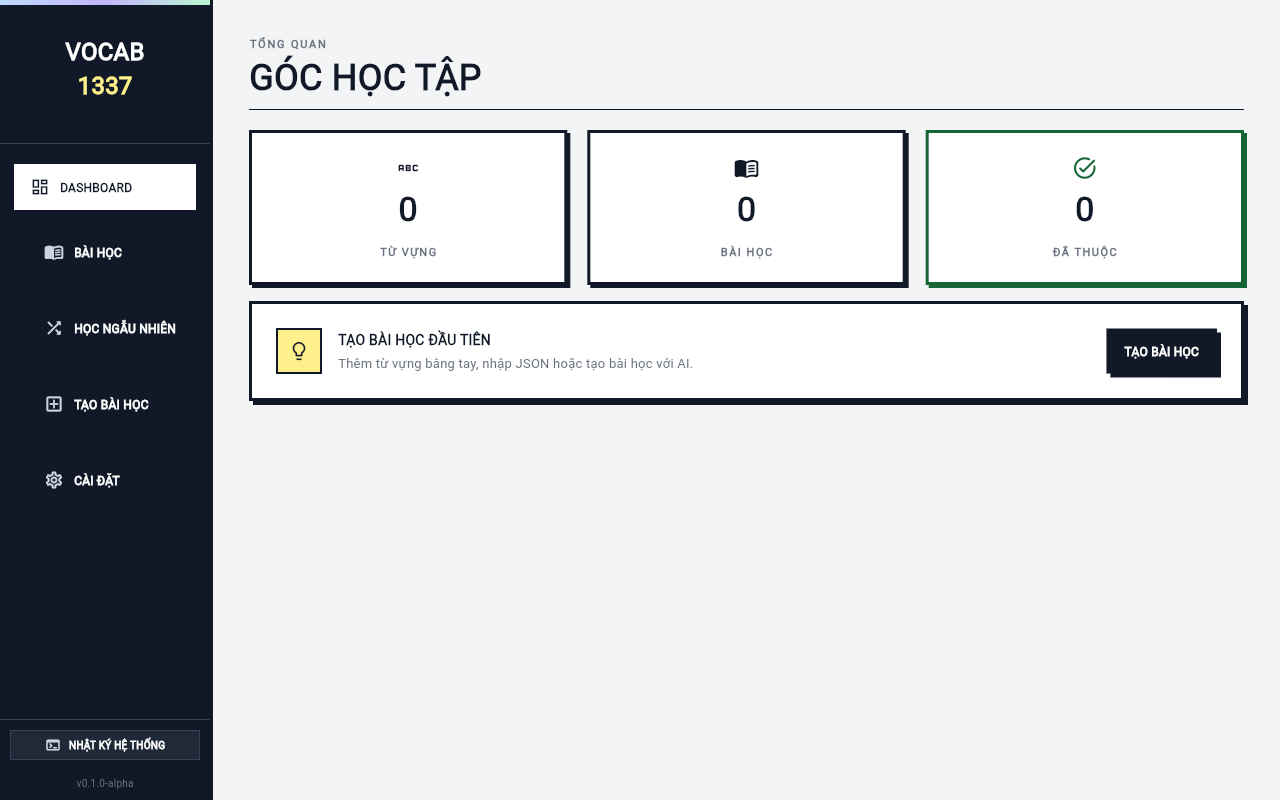 VOCAB
1337
DASHBOARD
BÀI HỌC
HỌC NGẪU NHIÊN
TẠO BÀI HỌC
CÀI ĐẶT
NHẬT KÝ HỆ THỐNG
v0.1.0-alpha
TỔNG QUAN
GÓC HỌC TẬP
ABC
0
TỪ VỰNG
0
BÀI HỌC
0
ĐÃ THUỘC
TẠO BÀI HỌC ĐẦU TIÊN
Thêm từ vựng bằng tay, nhập JSON hoặc tạo bài học với AI.
TẠO BÀI HỌC